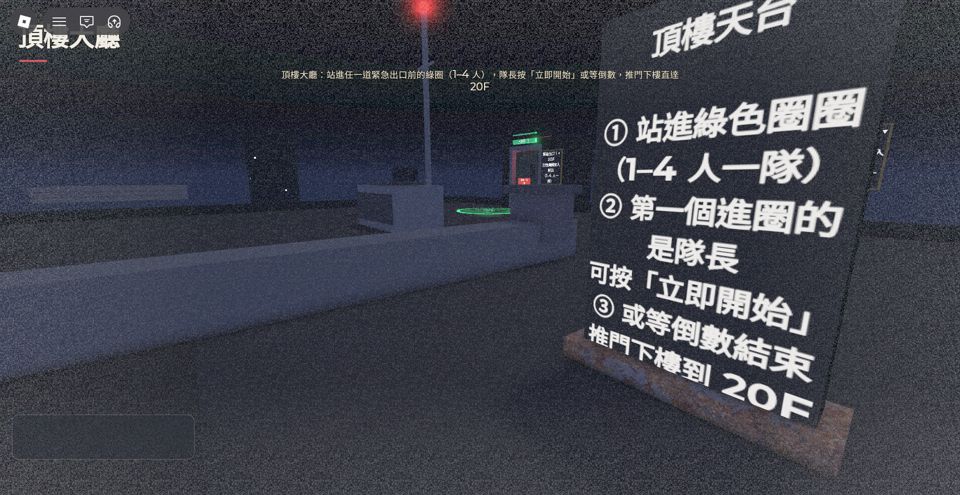 頂樓大廳
頂樓大廳：站進任一道緊急出口前的綠圈（1–4 人），隊長按「立即開始」或等倒數，推門下樓直達
20F
頂樓天台
① 站進綠色圈圈
（1–4 人一隊）
② 第一個進圈的
是隊長
可按「立即開始」
③ 或等倒數結束
推門下樓到 20F